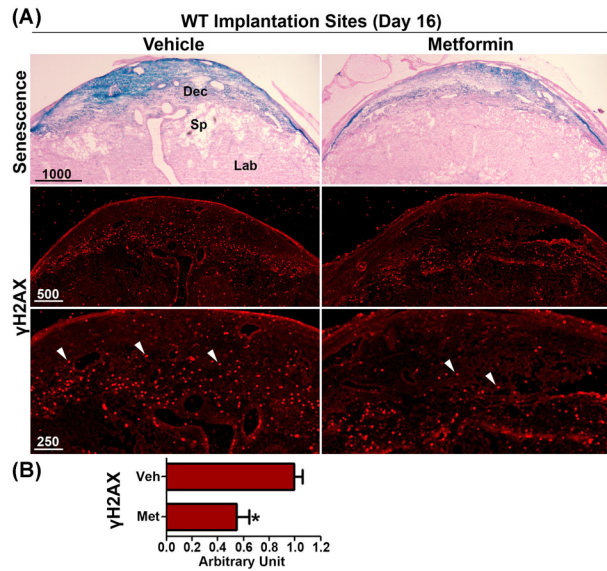 (A)
WT Implantation Sites (Day 16)
Vehicle
Metformin
Senescence
Dec
Sp
Lab
1000
γH2AX
500
250
(B)
γH2AX
Veh
Met
*
0.0 0.2 0.4 0.6 0.8 1.0 1.2
Arbitrary Unit